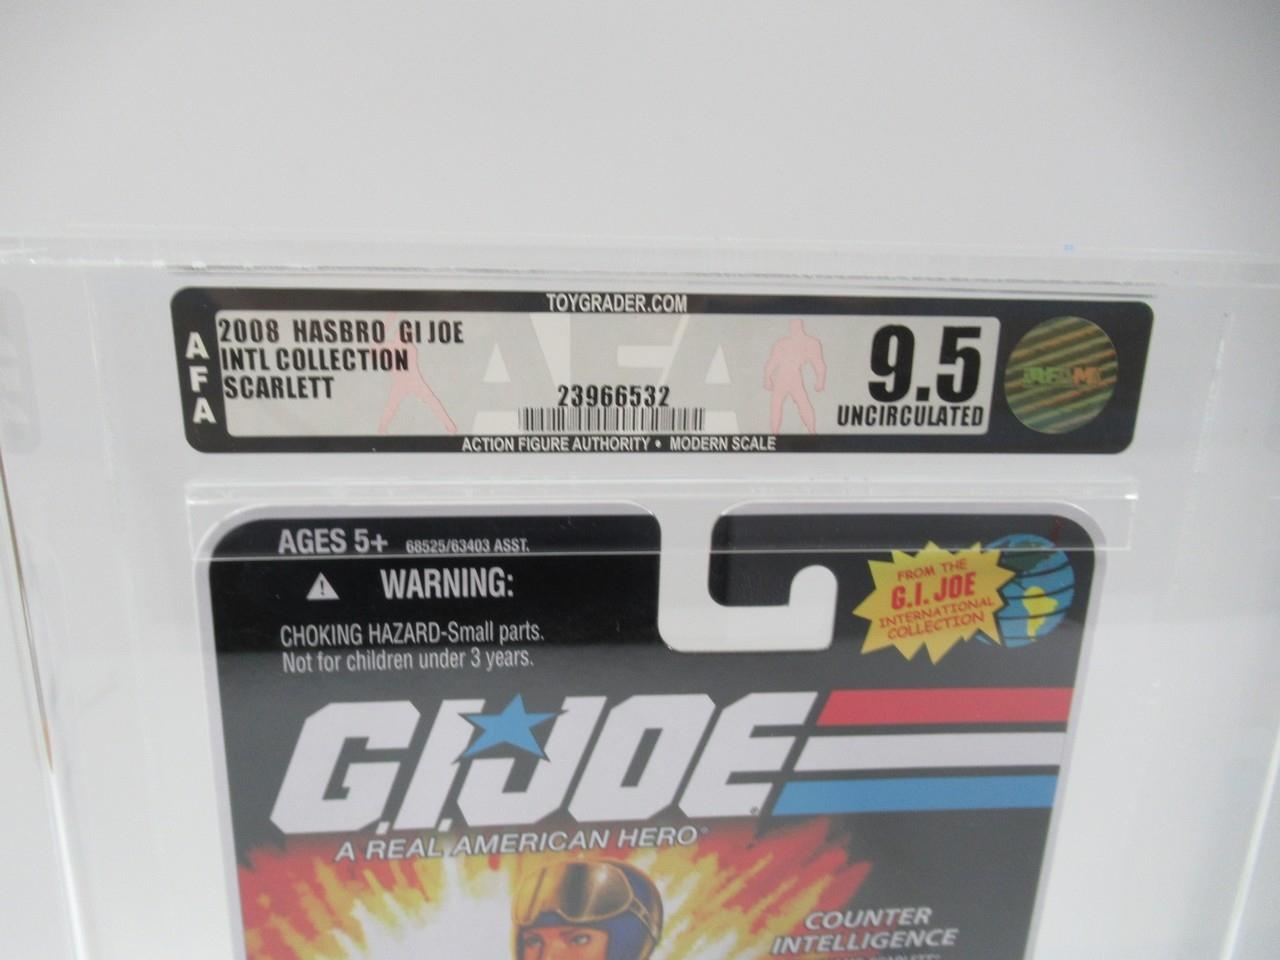 TOYGRADER.COM
AFA
2008 HASBRO GI JOE
INTL COLLECTION
SCARLETT
AFA
23966532
9.5
UNCIRCULATED
ACTION FIGURE AUTHORITY • MODERN SCALE
AGES 5+ 68525/63403 ASST.
WARNING:
CHOKING HAZARD-Small parts.
Not for children under 3 years.
FROM THE
G.I. JOE
INTERNATIONAL
COLLECTION
G.I.JOE®
A REAL AMERICAN HERO®
COUNTER
INTELLIGENCE